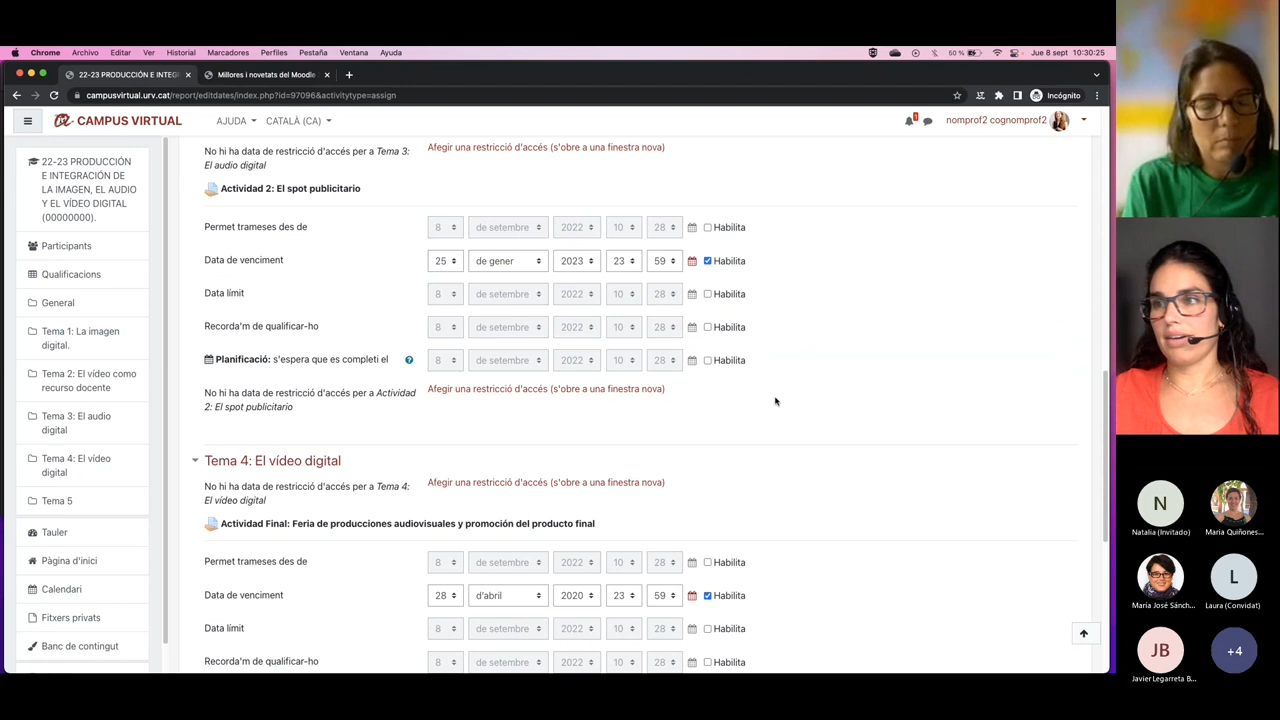 Chrome Archivo Editar Ver Historial Marcadores Perfiles Pestaña Ventana Ayuda 50 % Jue 8 sept 10:30:25
22-23 PRODUCCIÓN E INTEG Millores i novetats del Moodle
campusvirtual.urv.cat/report/editdates/index.php?id=97096&activitytype=assign Incógnito
CAMPUS VIRTUAL AJUDA CATALÀ (CA) 1 nomprof2 cognomprof2
22-23 PRODUCCIÓN
E INTEGRACIÓN DE
LA IMAGEN, EL AUDIO
Y EL VÍDEO DIGITAL
(00000000).
Participants
Qualificacions
General
Tema 1: La imagen
digital.
Tema 2: El vídeo como
recurso docente
Tema 3: El audio
digital
Tema 4: El vídeo
digital
Tema 5
Tauler
Pàgina d'inici
Calendari
Fitxers privats
Banc de contingut
No hi ha data de restricció d'accés per a Tema 3: Afegir una restricció d'accés (s'obre a una finestra nova)
El audio digital
Actividad 2: El spot publicitario
Permet trameses des de 8 de setembre 2022 10 28 Habilita
Data de venciment 25 de gener 2023 23 59 Habilita
Data límit 8 de setembre 2022 10 28 Habilita
Recorda'm de qualificar-ho 8 de setembre 2022 10 28 Habilita
Planificació: s'espera que es completi el ? 8 de setembre 2022 10 28 Habilita
No hi ha data de restricció d'accés per a Actividad Afegir una restricció d'accés (s'obre a una finestra nova)
2: El spot publicitario
Tema 4: El vídeo digital
No hi ha data de restricció d'accés per a Tema 4: Afegir una restricció d'accés (s'obre a una finestra nova)
El vídeo digital
Actividad Final: Feria de producciones audiovisuales y promoción del producto final
Permet trameses des de 8 de setembre 2022 10 28 Habilita
Data de venciment 28 d'abril 2020 23 59 Habilita
Data límit 8 de setembre 2022 10 28 Habilita
Recorda'm de qualificar-ho 8 de setembre 2022 10 28 Habilita
N
Natalia (Invitado) Maria Quiñones...
L
María José Sánch... Laura (Convidat)
JB +4
Javier Legarreta B...